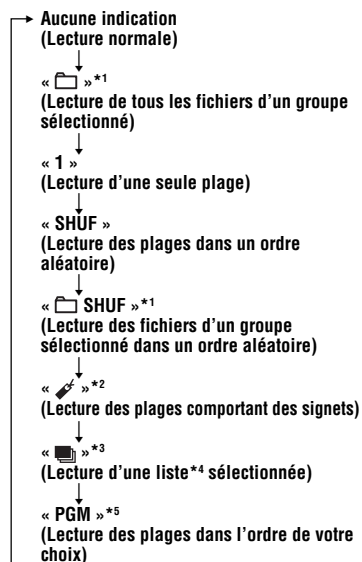 Aucune indication
(Lecture normale)
« »*1
(Lecture de tous les fichiers d’un groupe
sélectionné)
« 1 »
(Lecture d’une seule plage)
« SHUF »
(Lecture des plages dans un ordre
aléatoire)
« SHUF »*1
(Lecture des fichiers d’un groupe
sélectionné dans un ordre aléatoire)
« »*2
(Lecture des plages comportant des signets)
« »*3
(Lecture d’une liste*4 sélectionnée)
« PGM »*5
(Lecture des plages dans l’ordre de votre
choix)